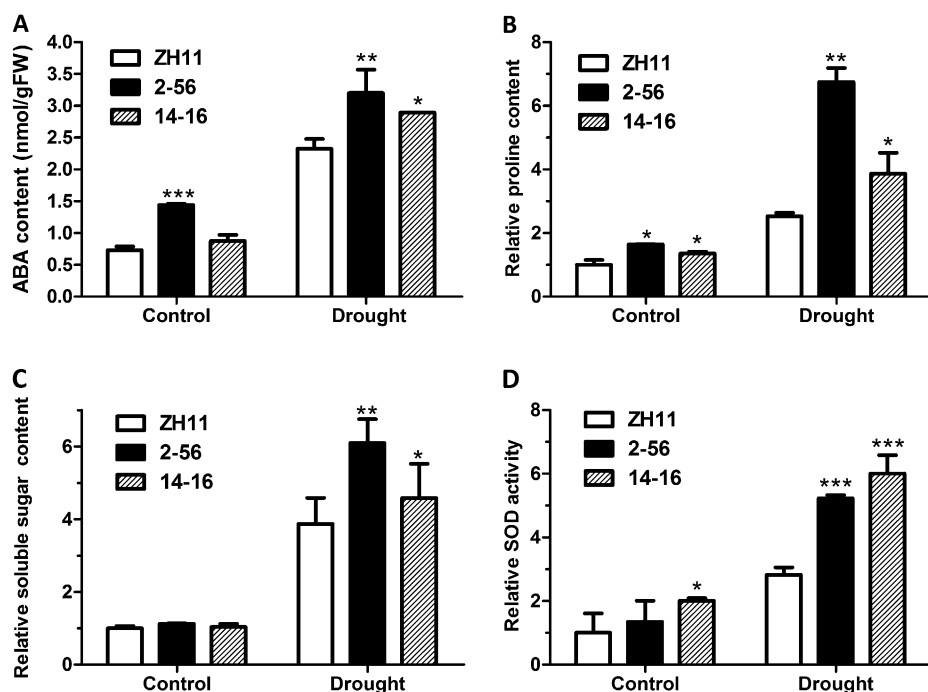 A
ABA content (nmol/gFW)
4.0
3.5
3.0
2.5
2.0
1.5
1.0
0.5
0.0
ZH11
2-56
14-16
***
**
*
Control
Drought
B
Relative proline content
8
6
4
2
0
ZH11
2-56
14-16
*
*
**
*
Control
Drought
C
Relative soluble sugar content
6
4
2
0
ZH11
2-56
14-16
**
*
Control
Drought
D
Relative SOD activity
8
6
4
2
0
ZH11
2-56
14-16
*
***
***
Control
Drought